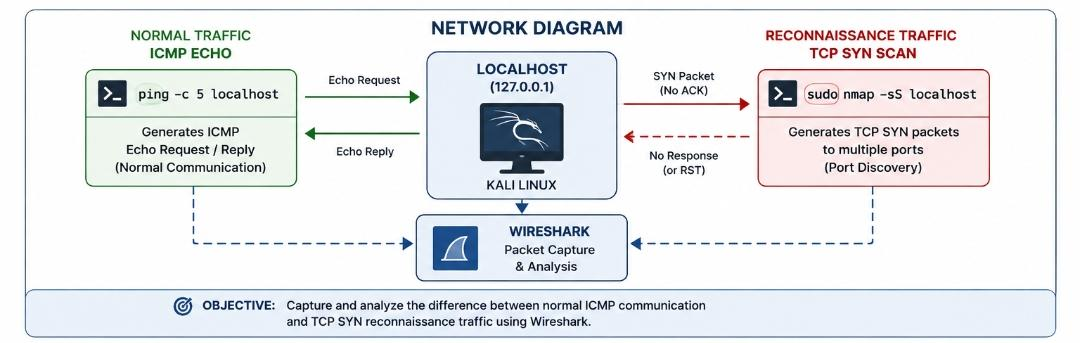 NETWORK DIAGRAM
NORMAL TRAFFIC
ICMP ECHO
ping -c 5 localhost
Generates ICMP
Echo Request / Reply
(Normal Communication)
Echo Request
Echo Reply
LOCALHOST
(127.0.0.1)
KALI LINUX
SYN Packet
(No ACK)
No Response
(or RST)
RECONNAISSANCE TRAFFIC
TCP SYN SCAN
sudo nmap -sS localhost
Generates TCP SYN packets
to multiple ports
(Port Discovery)
WIRESHARK
Packet Capture
& Analysis
OBJECTIVE: Capture and analyze the difference between normal ICMP communication
and TCP SYN reconnaissance traffic using Wireshark.